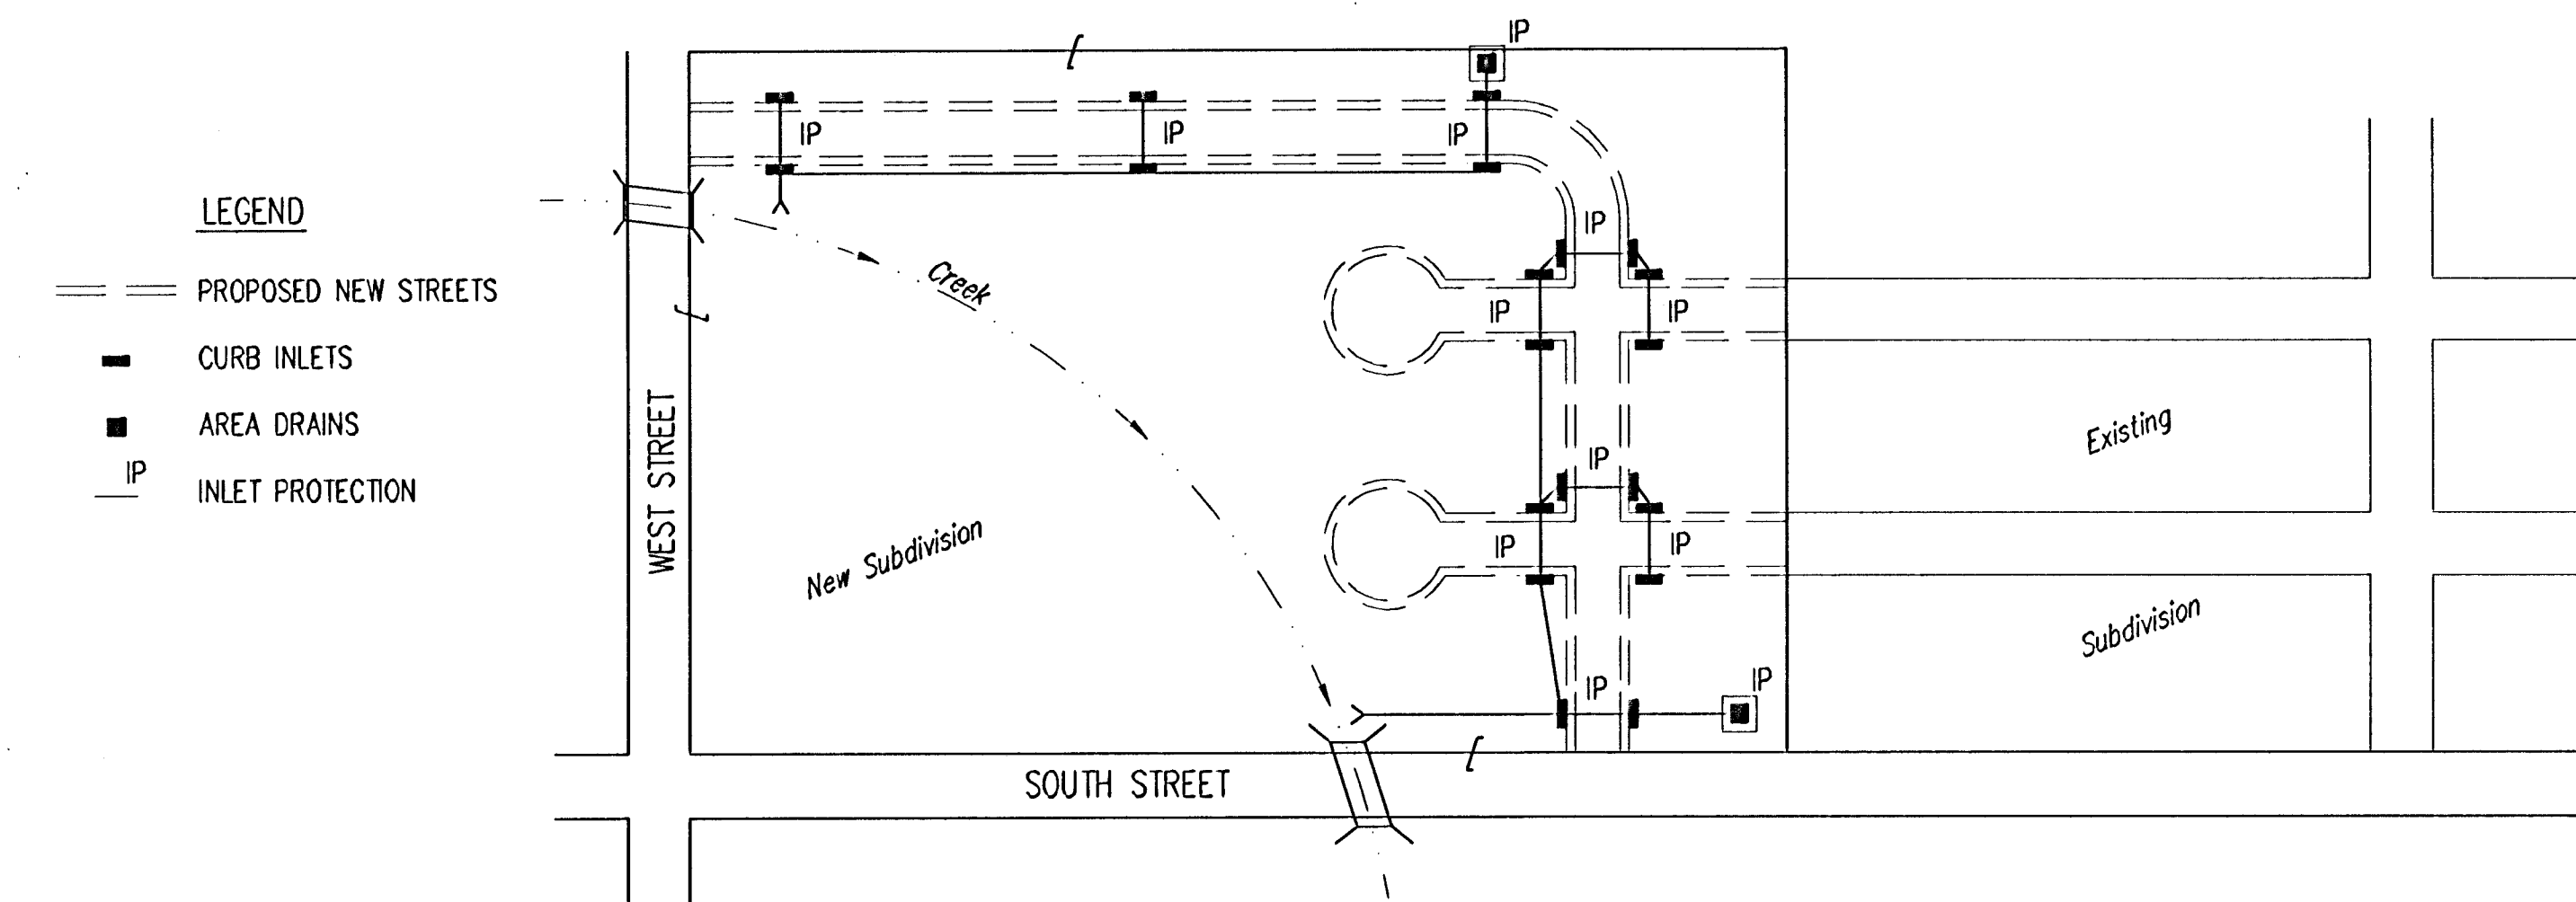 LEGEND
PROPOSED NEW STREETS
CURB INLETS
AREA DRAINS
IP
INLET PROTECTION
IP
IP
IP
IP
IP
IP
IP
IP
IP
IP
IP
IP
WEST STREET
Creek
New Subdivision
Existing
Subdivision
SOUTH STREET